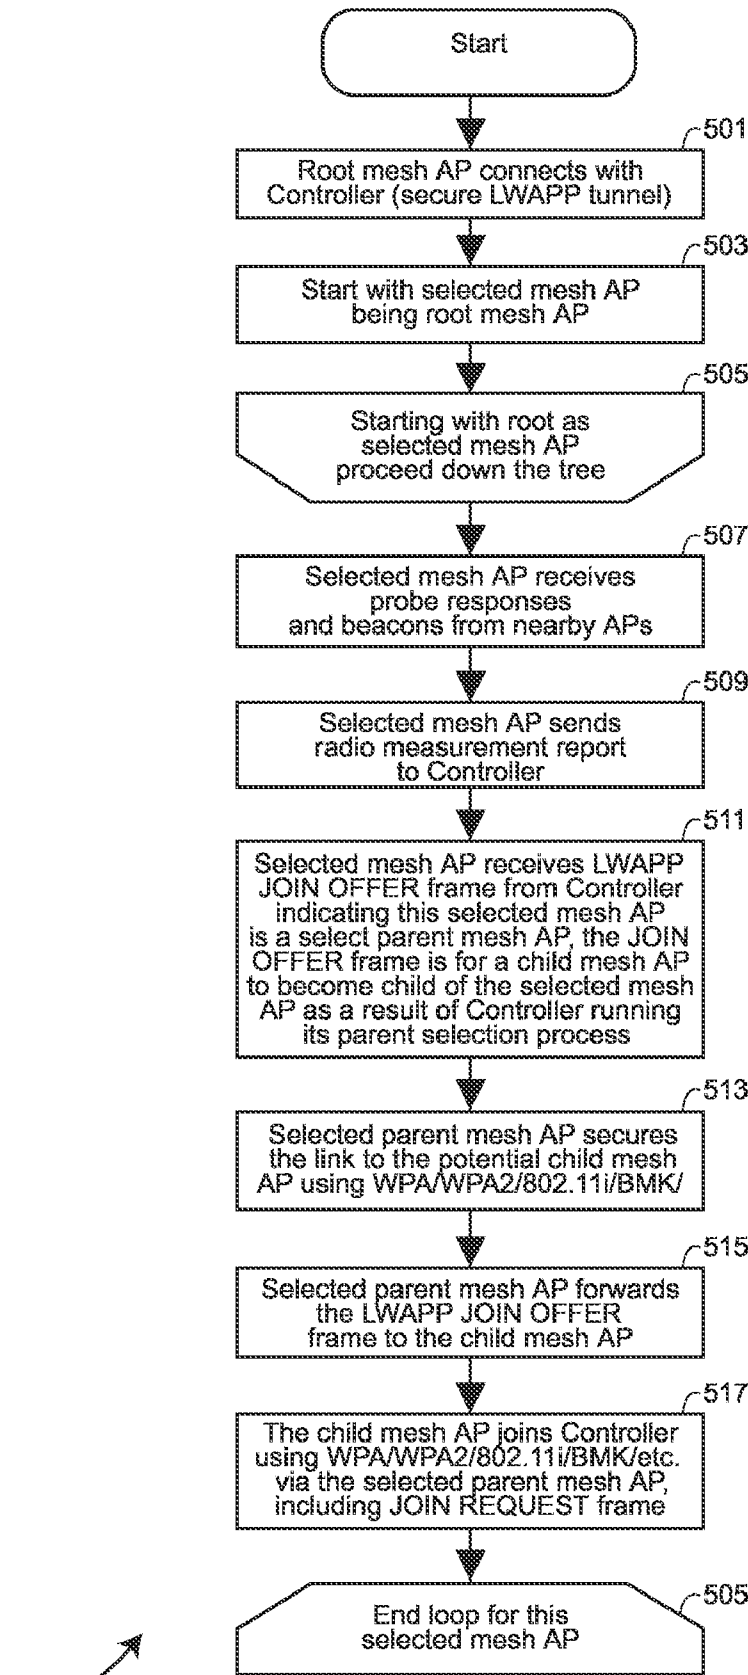 Start
501
Root mesh AP connects with
Controller (secure LWAPP tunnel)
503
Start with selected mesh AP
being root mesh AP
505
Starting with root as
selected mesh AP
proceed down the tree
507
Selected mesh AP receives
probe responses
and beacons from nearby APs
509
Selected mesh AP sends
radio measurement report
to Controller
511
Selected mesh AP receives LWAPP
JOIN OFFER frame from Controller
indicating this selected mesh AP
is a select parent mesh AP, the JOIN
OFFER frame is for a child mesh AP
to become child of the selected mesh
AP as a result of Controller running
its parent selection process
513
Selected parent mesh AP secures
the link to the potential child mesh
AP using WPA/WPA2/802.11i/BMK/
515
Selected parent mesh AP forwards
the LWAPP JOIN OFFER
frame to the child mesh AP
517
The child mesh AP joins Controller
using WPA/WPA2/802.11i/BMK/etc.
via the selected parent mesh AP,
including JOIN REQUEST frame
505
End loop for this
selected mesh AP